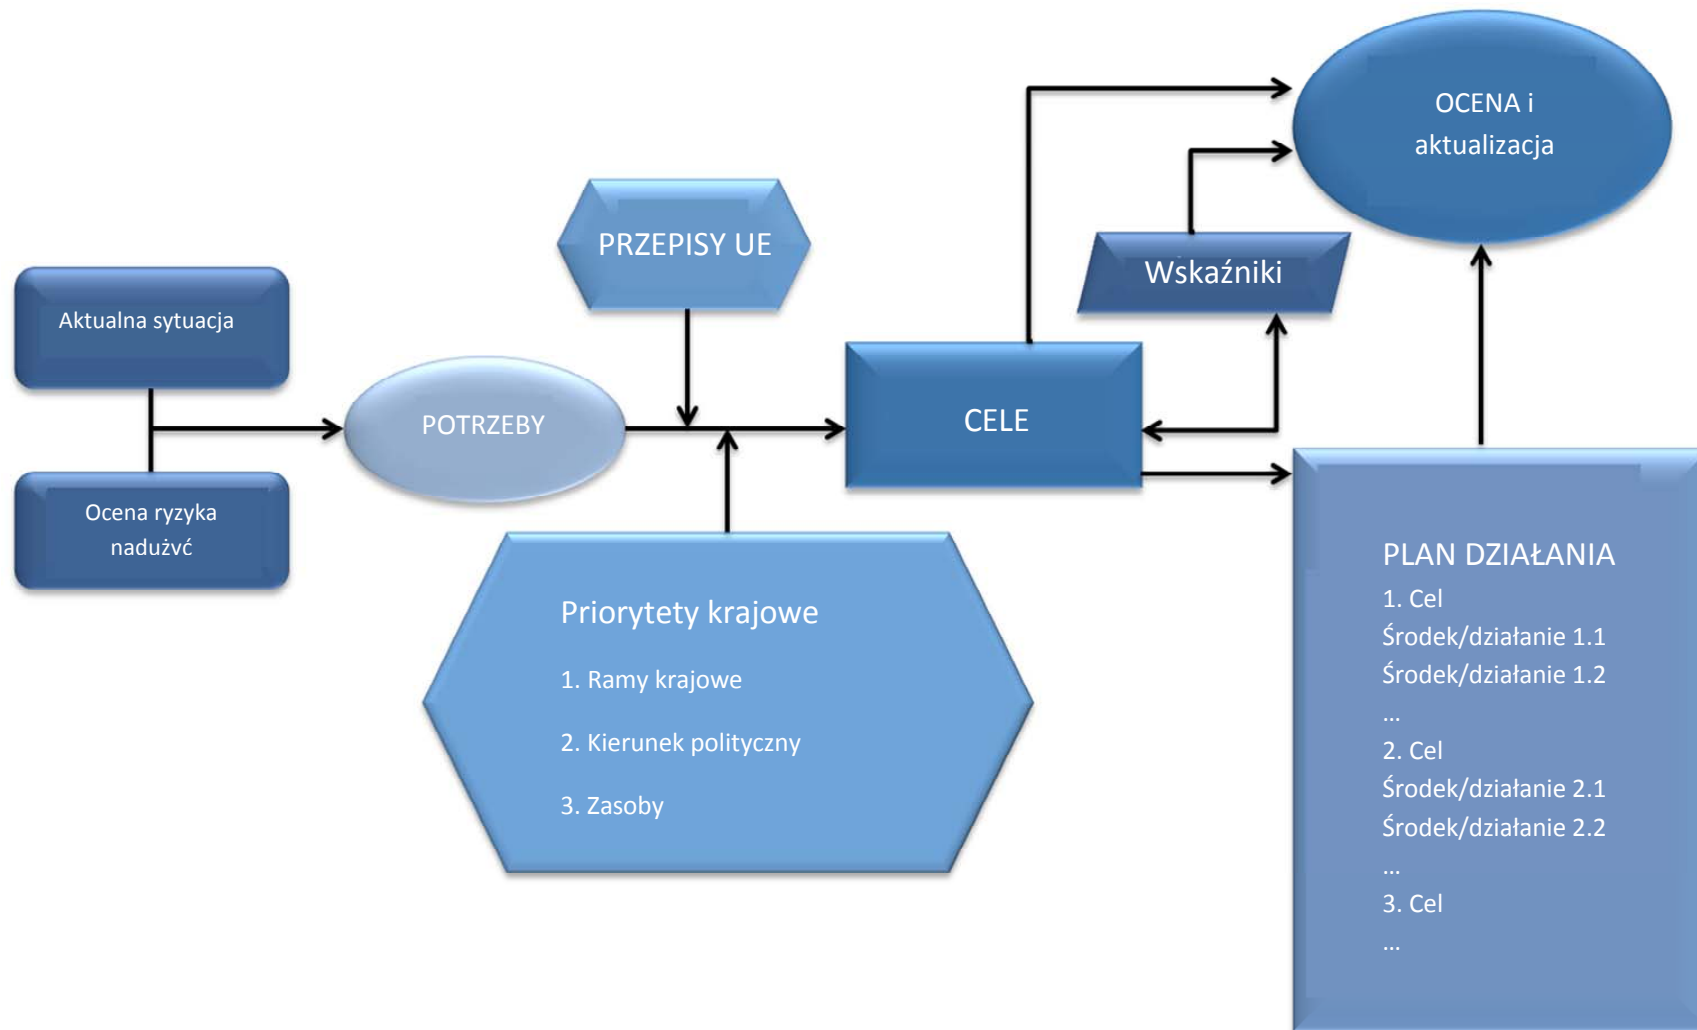 Aktualna sytuacja
Ocena ryzyka
nadużyć
POTRZEBY
PRZEPISY UE
Priorytety krajowe
1. Ramy krajowe
2. Kierunek polityczny
3. Zasoby
CELE
Wskaźniki
OCENA i
aktualizacja
PLAN DZIAŁANIA
1. Cel
Środek/działanie 1.1
Środek/działanie 1.2
...
2. Cel
Środek/działanie 2.1
Środek/działanie 2.2
...
3. Cel
...